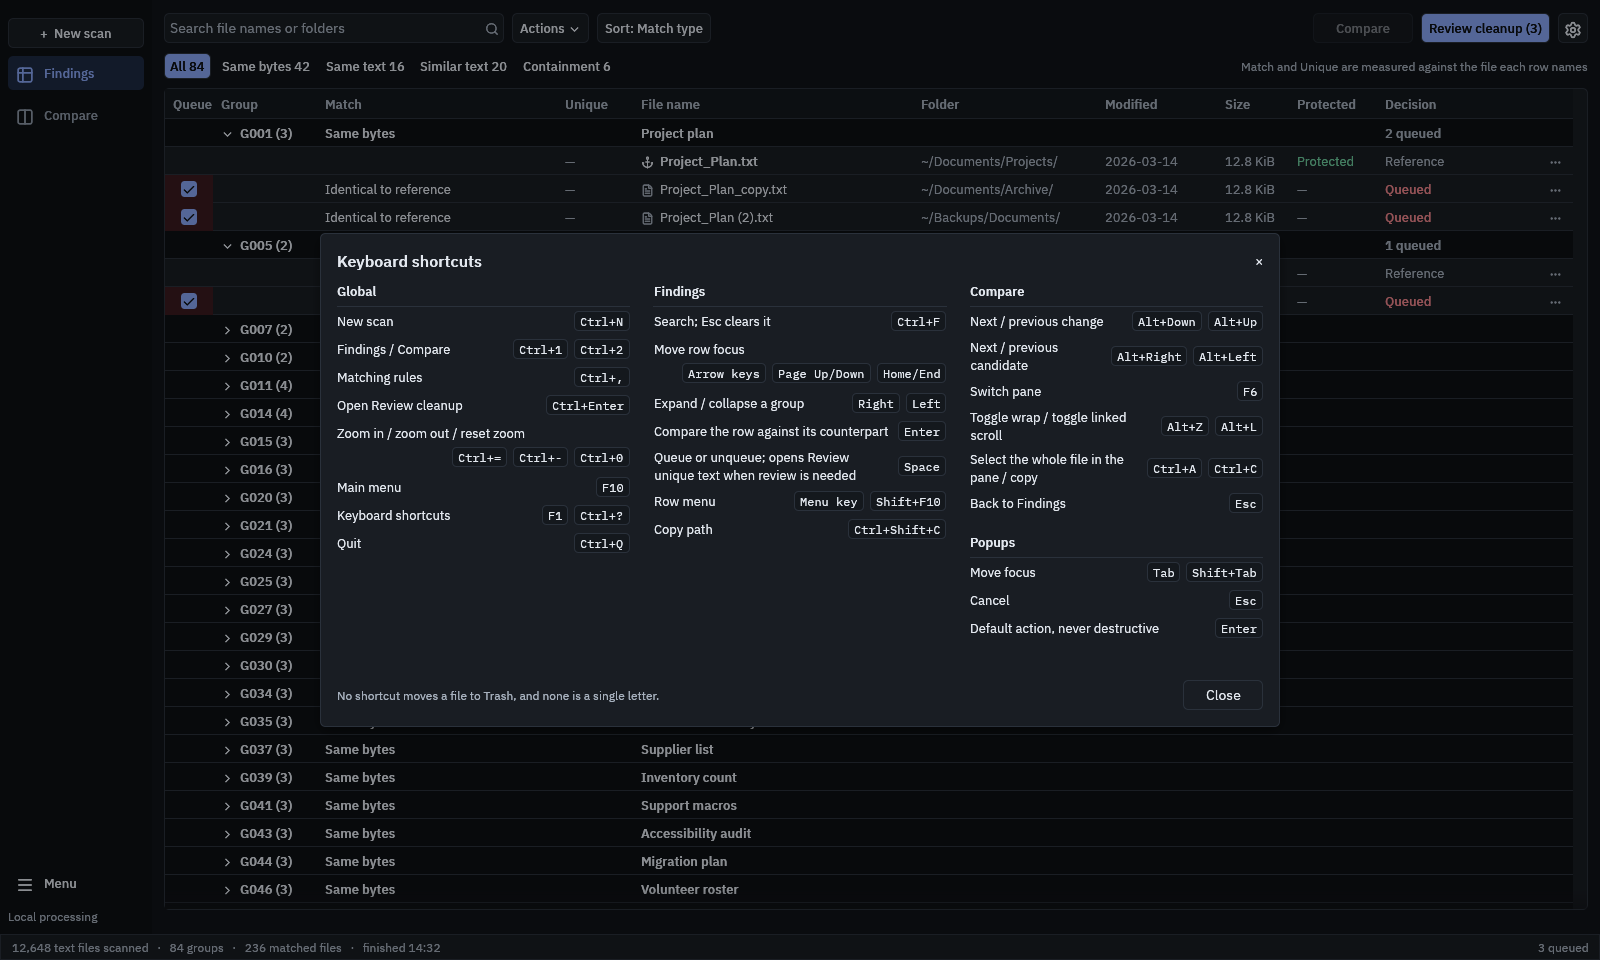 + New scan
Findings
Compare
Search file names or folders
Actions
Sort: Match type
Compare
Review cleanup (3)
All 84
Same bytes 42
Same text 16
Similar text 20
Containment 6
Match and Unique are measured against the file each row names
Queue Group Match Unique File name Folder Modified Size Protected Decision
G001 (3) Same bytes Project plan 2 queued
— Project_Plan.txt ~/Documents/Projects/ 2026-03-14 12.8 KiB Protected Reference ...
Identical to reference — Project_Plan_copy.txt ~/Documents/Archive/ 2026-03-14 12.8 KiB — Queued ...
Identical to reference — Project_Plan (2).txt ~/Backups/Documents/ 2026-03-14 12.8 KiB — Queued ...
G005 (2) 1 queued
— Reference ...
— Queued ...
G007 (2)
G010 (2)
G011 (4)
G014 (4)
G015 (3)
G016 (3)
G020 (3)
G021 (3)
G024 (3)
G025 (3)
G027 (3)
G029 (3)
G030 (3)
G034 (3)
G035 (3)
G037 (3) Same bytes Supplier list
G039 (3) Same bytes Inventory count
G041 (3) Same bytes Support macros
G043 (3) Same bytes Accessibility audit
G044 (3) Same bytes Migration plan
G046 (3) Same bytes Volunteer roster
Keyboard shortcuts ×
Global
New scan Ctrl+N
Findings / Compare Ctrl+1 Ctrl+2
Matching rules Ctrl+,
Open Review cleanup Ctrl+Enter
Zoom in / zoom out / reset zoom
Ctrl+= Ctrl+- Ctrl+0
Main menu F10
Keyboard shortcuts F1 Ctrl+?
Quit Ctrl+Q
Findings
Search; Esc clears it Ctrl+F
Move row focus
Arrow keys Page Up/Down Home/End
Expand / collapse a group Right Left
Compare the row against its counterpart Enter
Queue or unqueue; opens Review
unique text when review is needed Space
Row menu Menu key Shift+F10
Copy path Ctrl+Shift+C
Compare
Next / previous change Alt+Down Alt+Up
Next / previous
candidate Alt+Right Alt+Left
Switch pane F6
Toggle wrap / toggle linked
scroll Alt+Z Alt+L
Select the whole file in the
pane / copy Ctrl+A Ctrl+C
Back to Findings Esc
Popups
Move focus Tab Shift+Tab
Cancel Esc
Default action, never destructive Enter
No shortcut moves a file to Trash, and none is a single letter.
Close
Menu
Local processing
12,648 text files scanned · 84 groups · 236 matched files · finished 14:32
3 queued